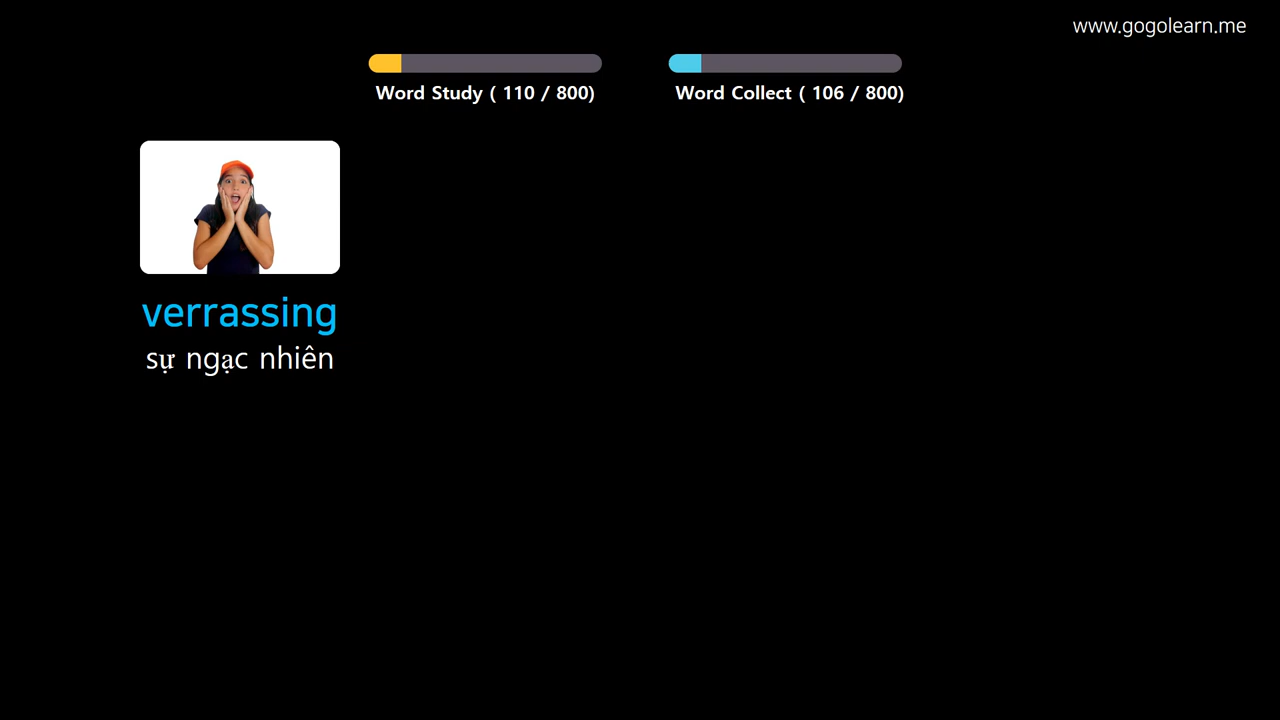 www.gogolearn.me
Word Study ( 110 / 800)
Word Collect ( 106 / 800)
verrassing
sự ngạc nhiên